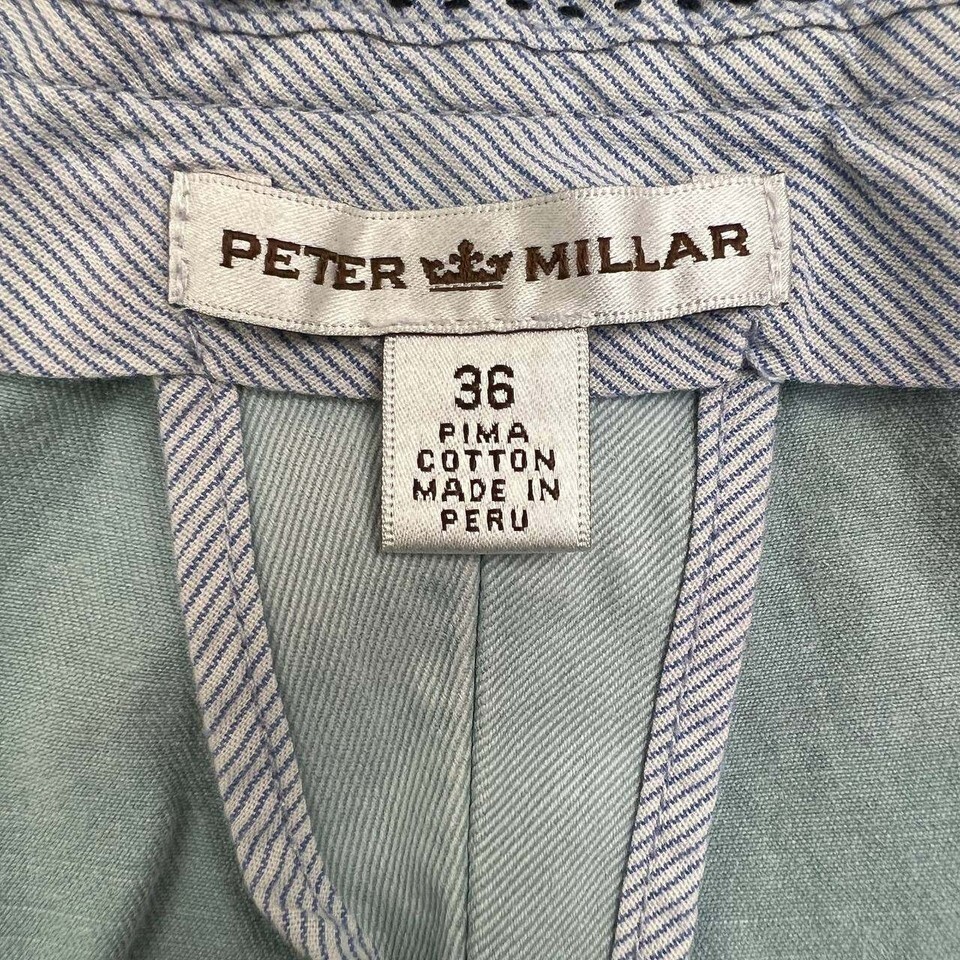 PETER MILLAR
36
PIMA
COTTON
MADE IN
PERU